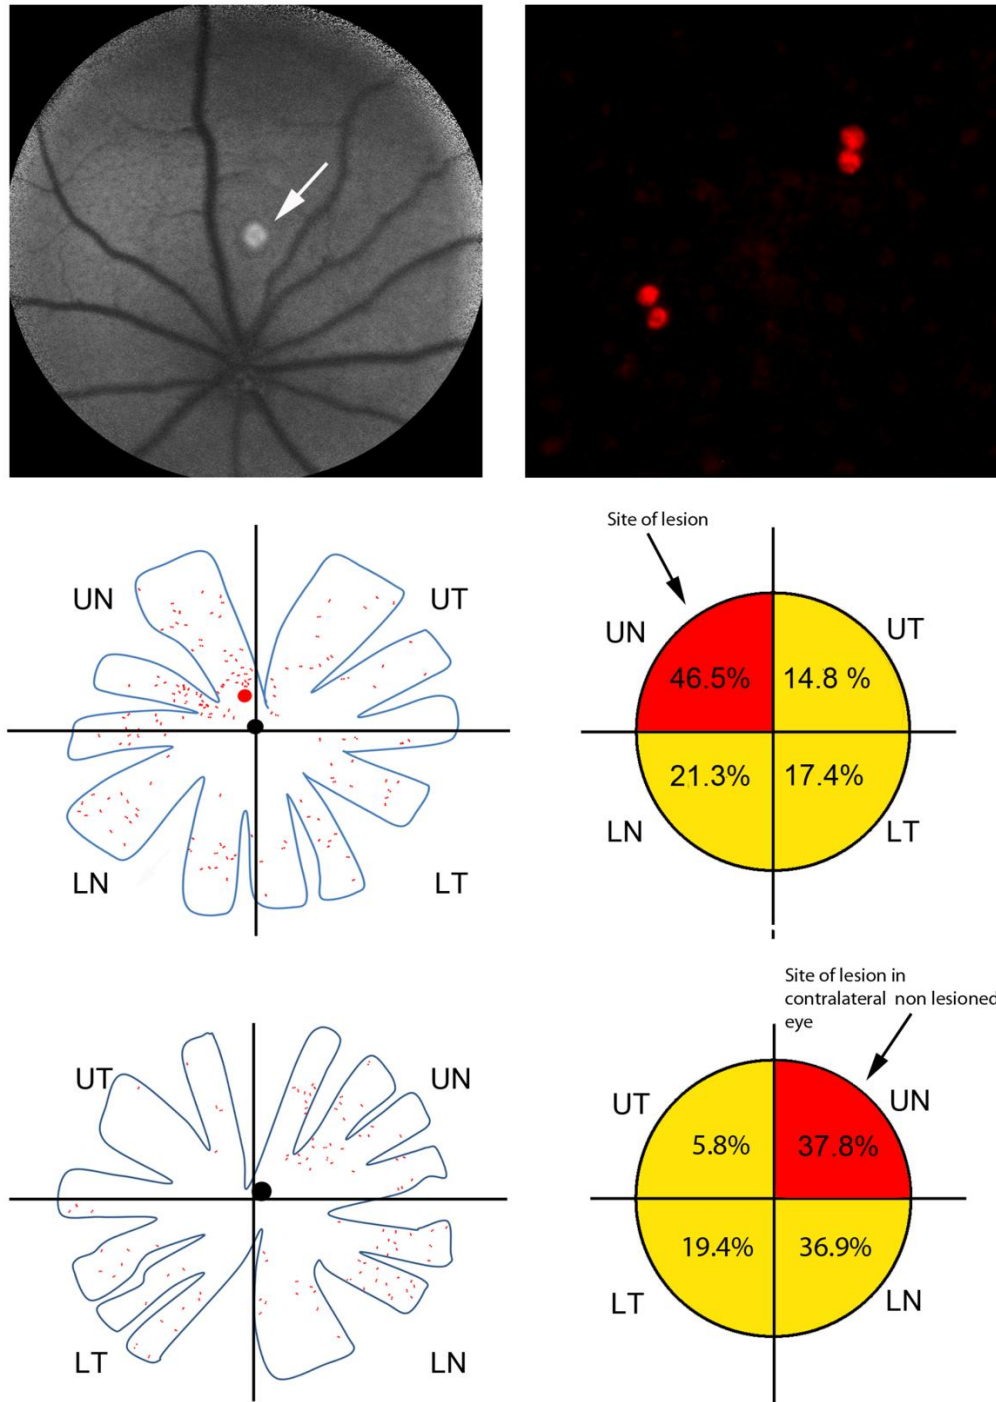 Site of lesion
UN
UT
UN
UT
46.5%
14.8 %
21.3%
17.4%
LN
LT
LN
LT
Site of lesion in
contralateral non lesioned
eye
UT
UN
UT
UN
5.8%
37.8%
19.4%
36.9%
LT
LN
LT
LN